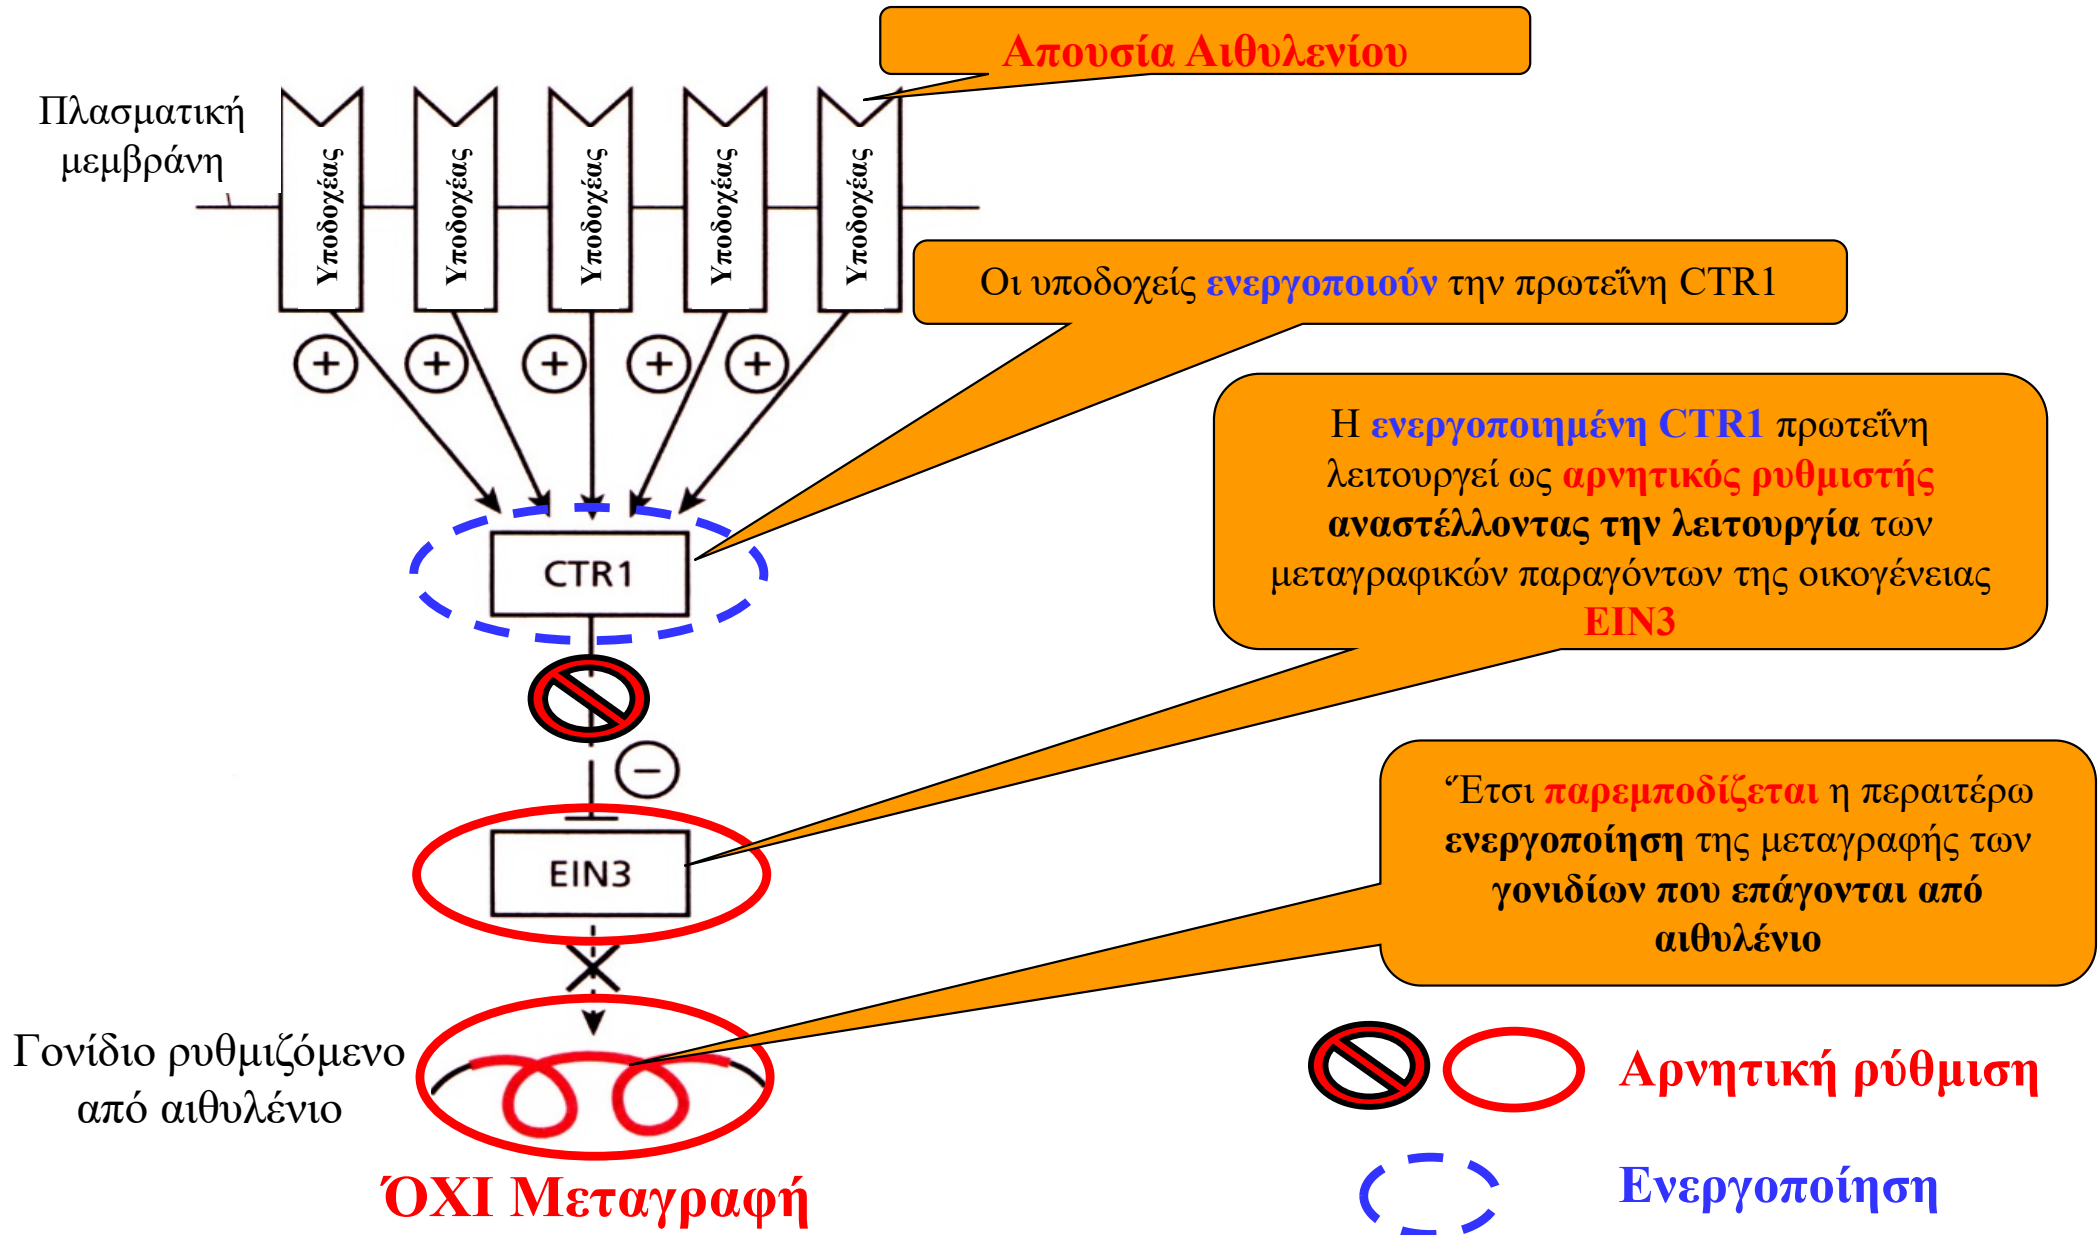 Απουσία Αιθυλενίου
Πλασματική
μεμβράνη
Υποδοχέας
Υποδοχέας
Υποδοχέας
Υποδοχέας
Υποδοχέας
Οι υποδοχείς ενεργοποιούν την πρωτεΐνη CTR1
+
+
+
+
+
Η ενεργοποιημένη CTR1 πρωτεΐνη
λειτουργεί ως αρνητικός ρυθμιστής
αναστέλλοντας την λειτουργία των
μεταγραφικών παραγόντων της οικογένειας
EIN3
CTR1
−
EIN3
‘Έτσι παρεμποδίζεται η περαιτέρω
ενεργοποίηση της μεταγραφής των
γονιδίων που επάγονται από
αιθυλένιο
Γονίδιο ρυθμιζόμενο
από αιθυλένιο
ΌΧΙ Μεταγραφή
Αρνητική ρύθμιση
Ενεργοποίηση